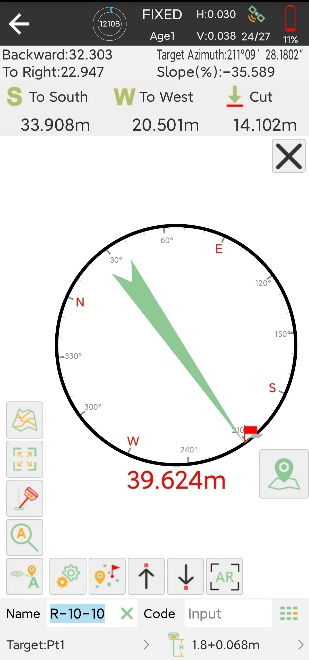 FIXED H:0.030
1210B Age1 V:0.038 24/27 11%
Backward:32.303 Target Azimuth:211°09′ 28.1802″
To Right:22.947 Slope(%):-35.589
S To South W To West Cut
33.908m 20.501m 14.102m
60°
E
30°
120°
N
150°
330°
S
300°
210°
W
240°
39.624m
A
A
AR
Name R-10-10 Code Input
Target:Pt1 H 1.8+0.068m